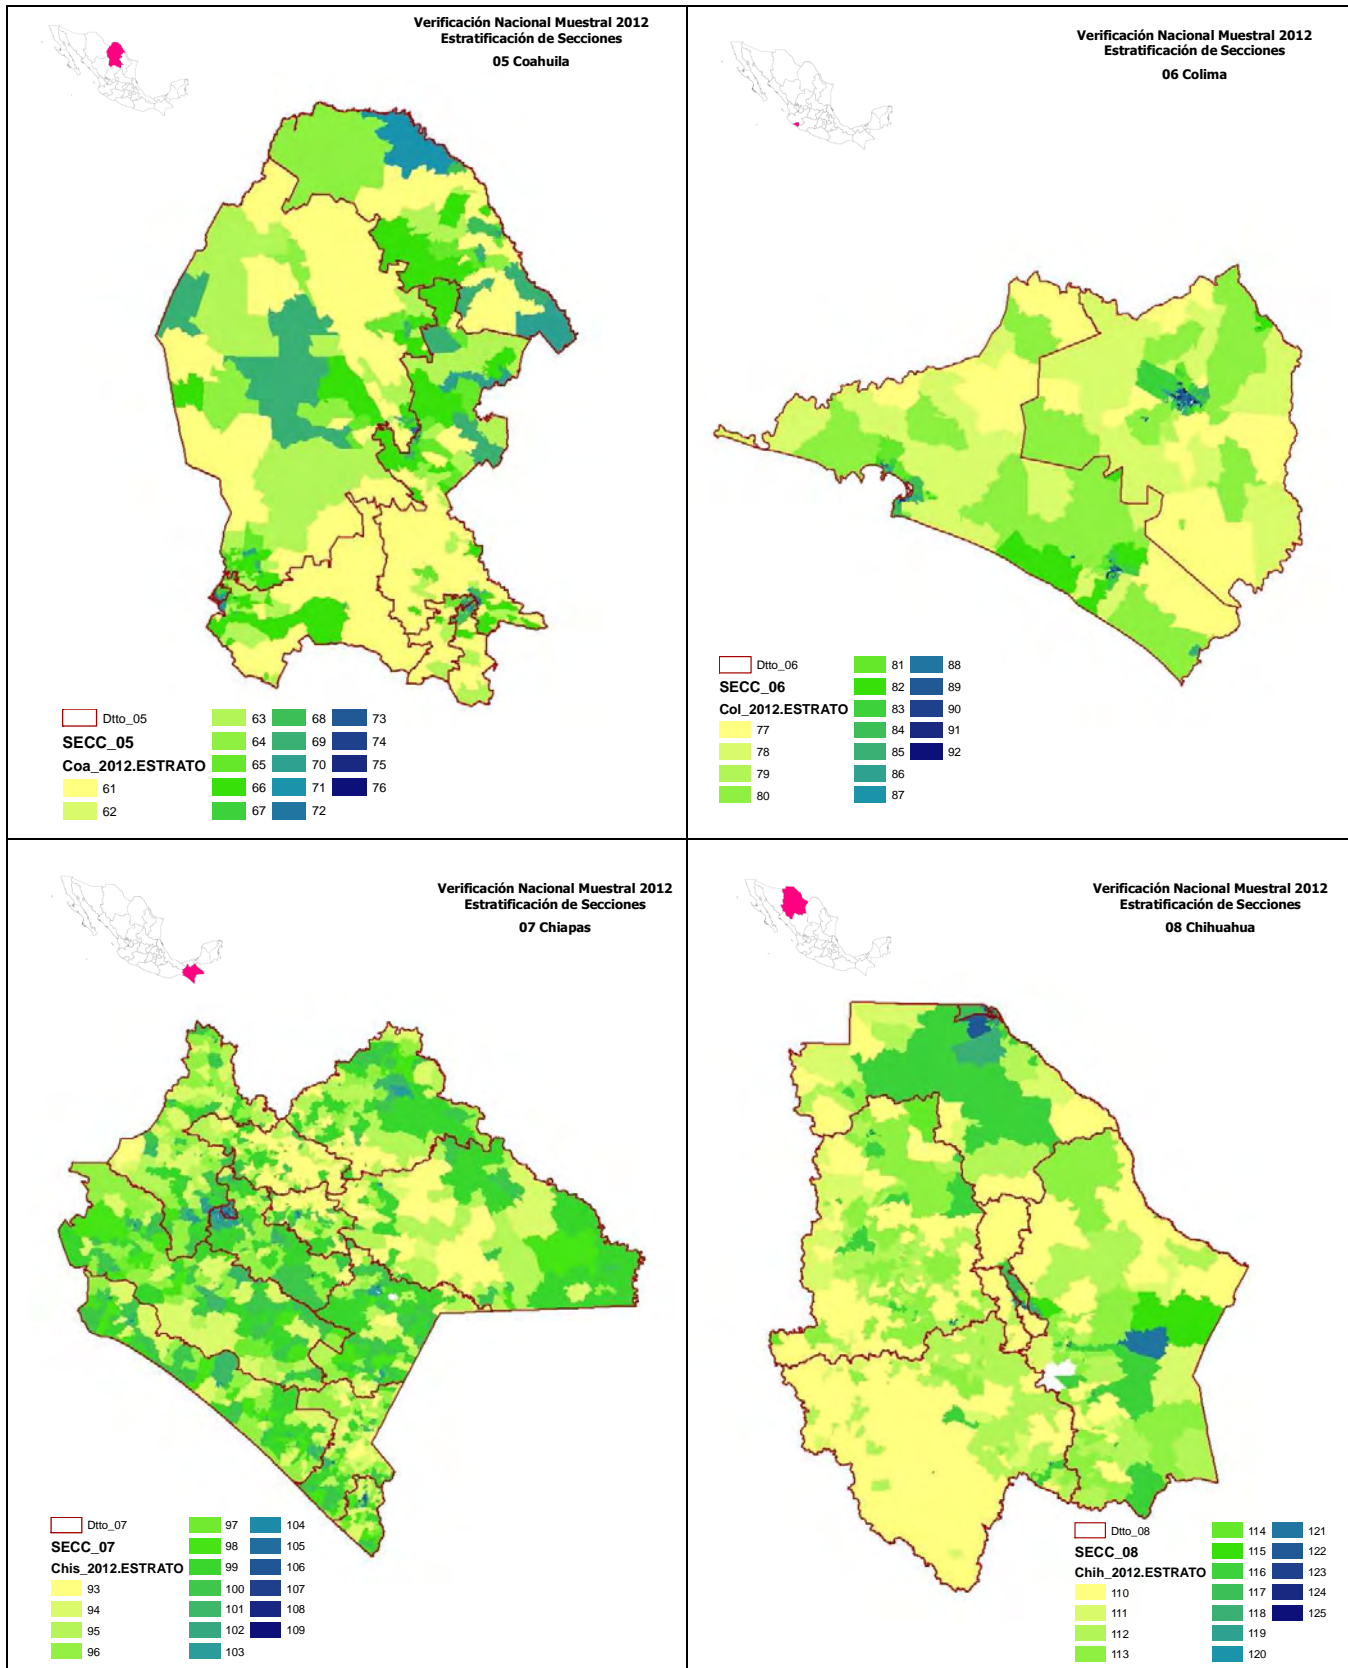 Verificación Nacional Muestral 2012
Estratificación de Secciones
05 Coahuila
Dtto_05
SECC_05
Coa_2012.ESTRATO
61
62
63
64
65
66
67
68
69
70
71
72
73
74
75
76
Verificación Nacional Muestral 2012
Estratificación de Secciones
06 Colima
Dtto_06
SECC_06
Col_2012.ESTRATO
77
78
79
80
81
82
83
84
85
86
87
88
89
90
91
92
Verificación Nacional Muestral 2012
Estratificación de Secciones
07 Chiapas
Dtto_07
SECC_07
Chis_2012.ESTRATO
93
94
95
96
97
98
99
100
101
102
103
104
105
106
107
108
109
Verificación Nacional Muestral 2012
Estratificación de Secciones
08 Chihuahua
Dtto_08
SECC_08
Chih_2012.ESTRATO
110
111
112
113
114
115
116
117
118
119
120
121
122
123
124
125